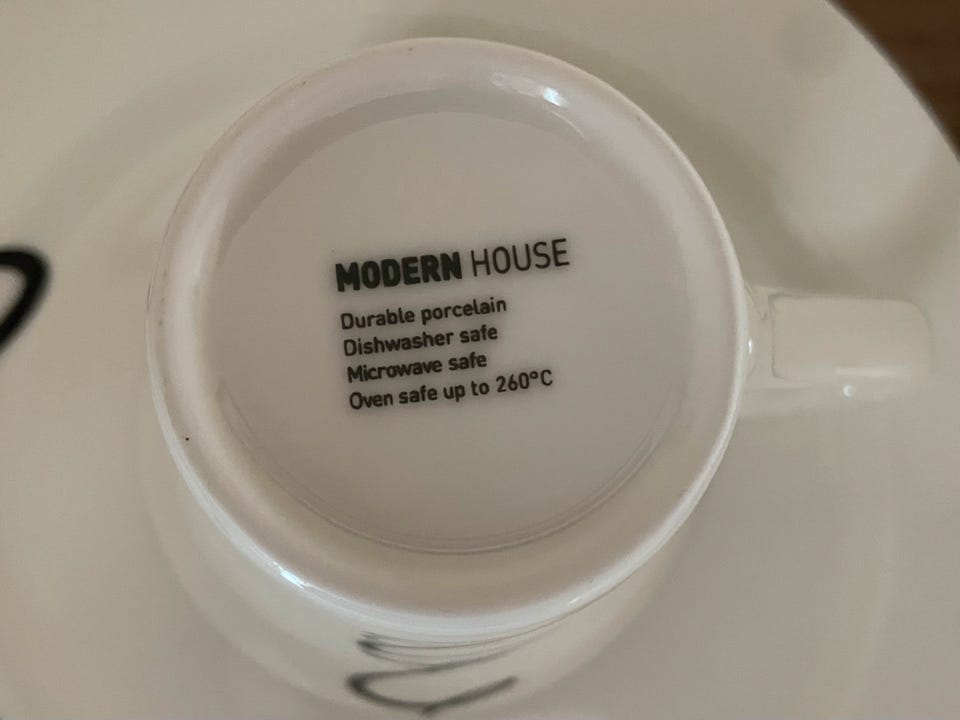 MODERN HOUSE
Durable porcelain
Dishwasher safe
Microwave safe
Oven safe up to 260°C